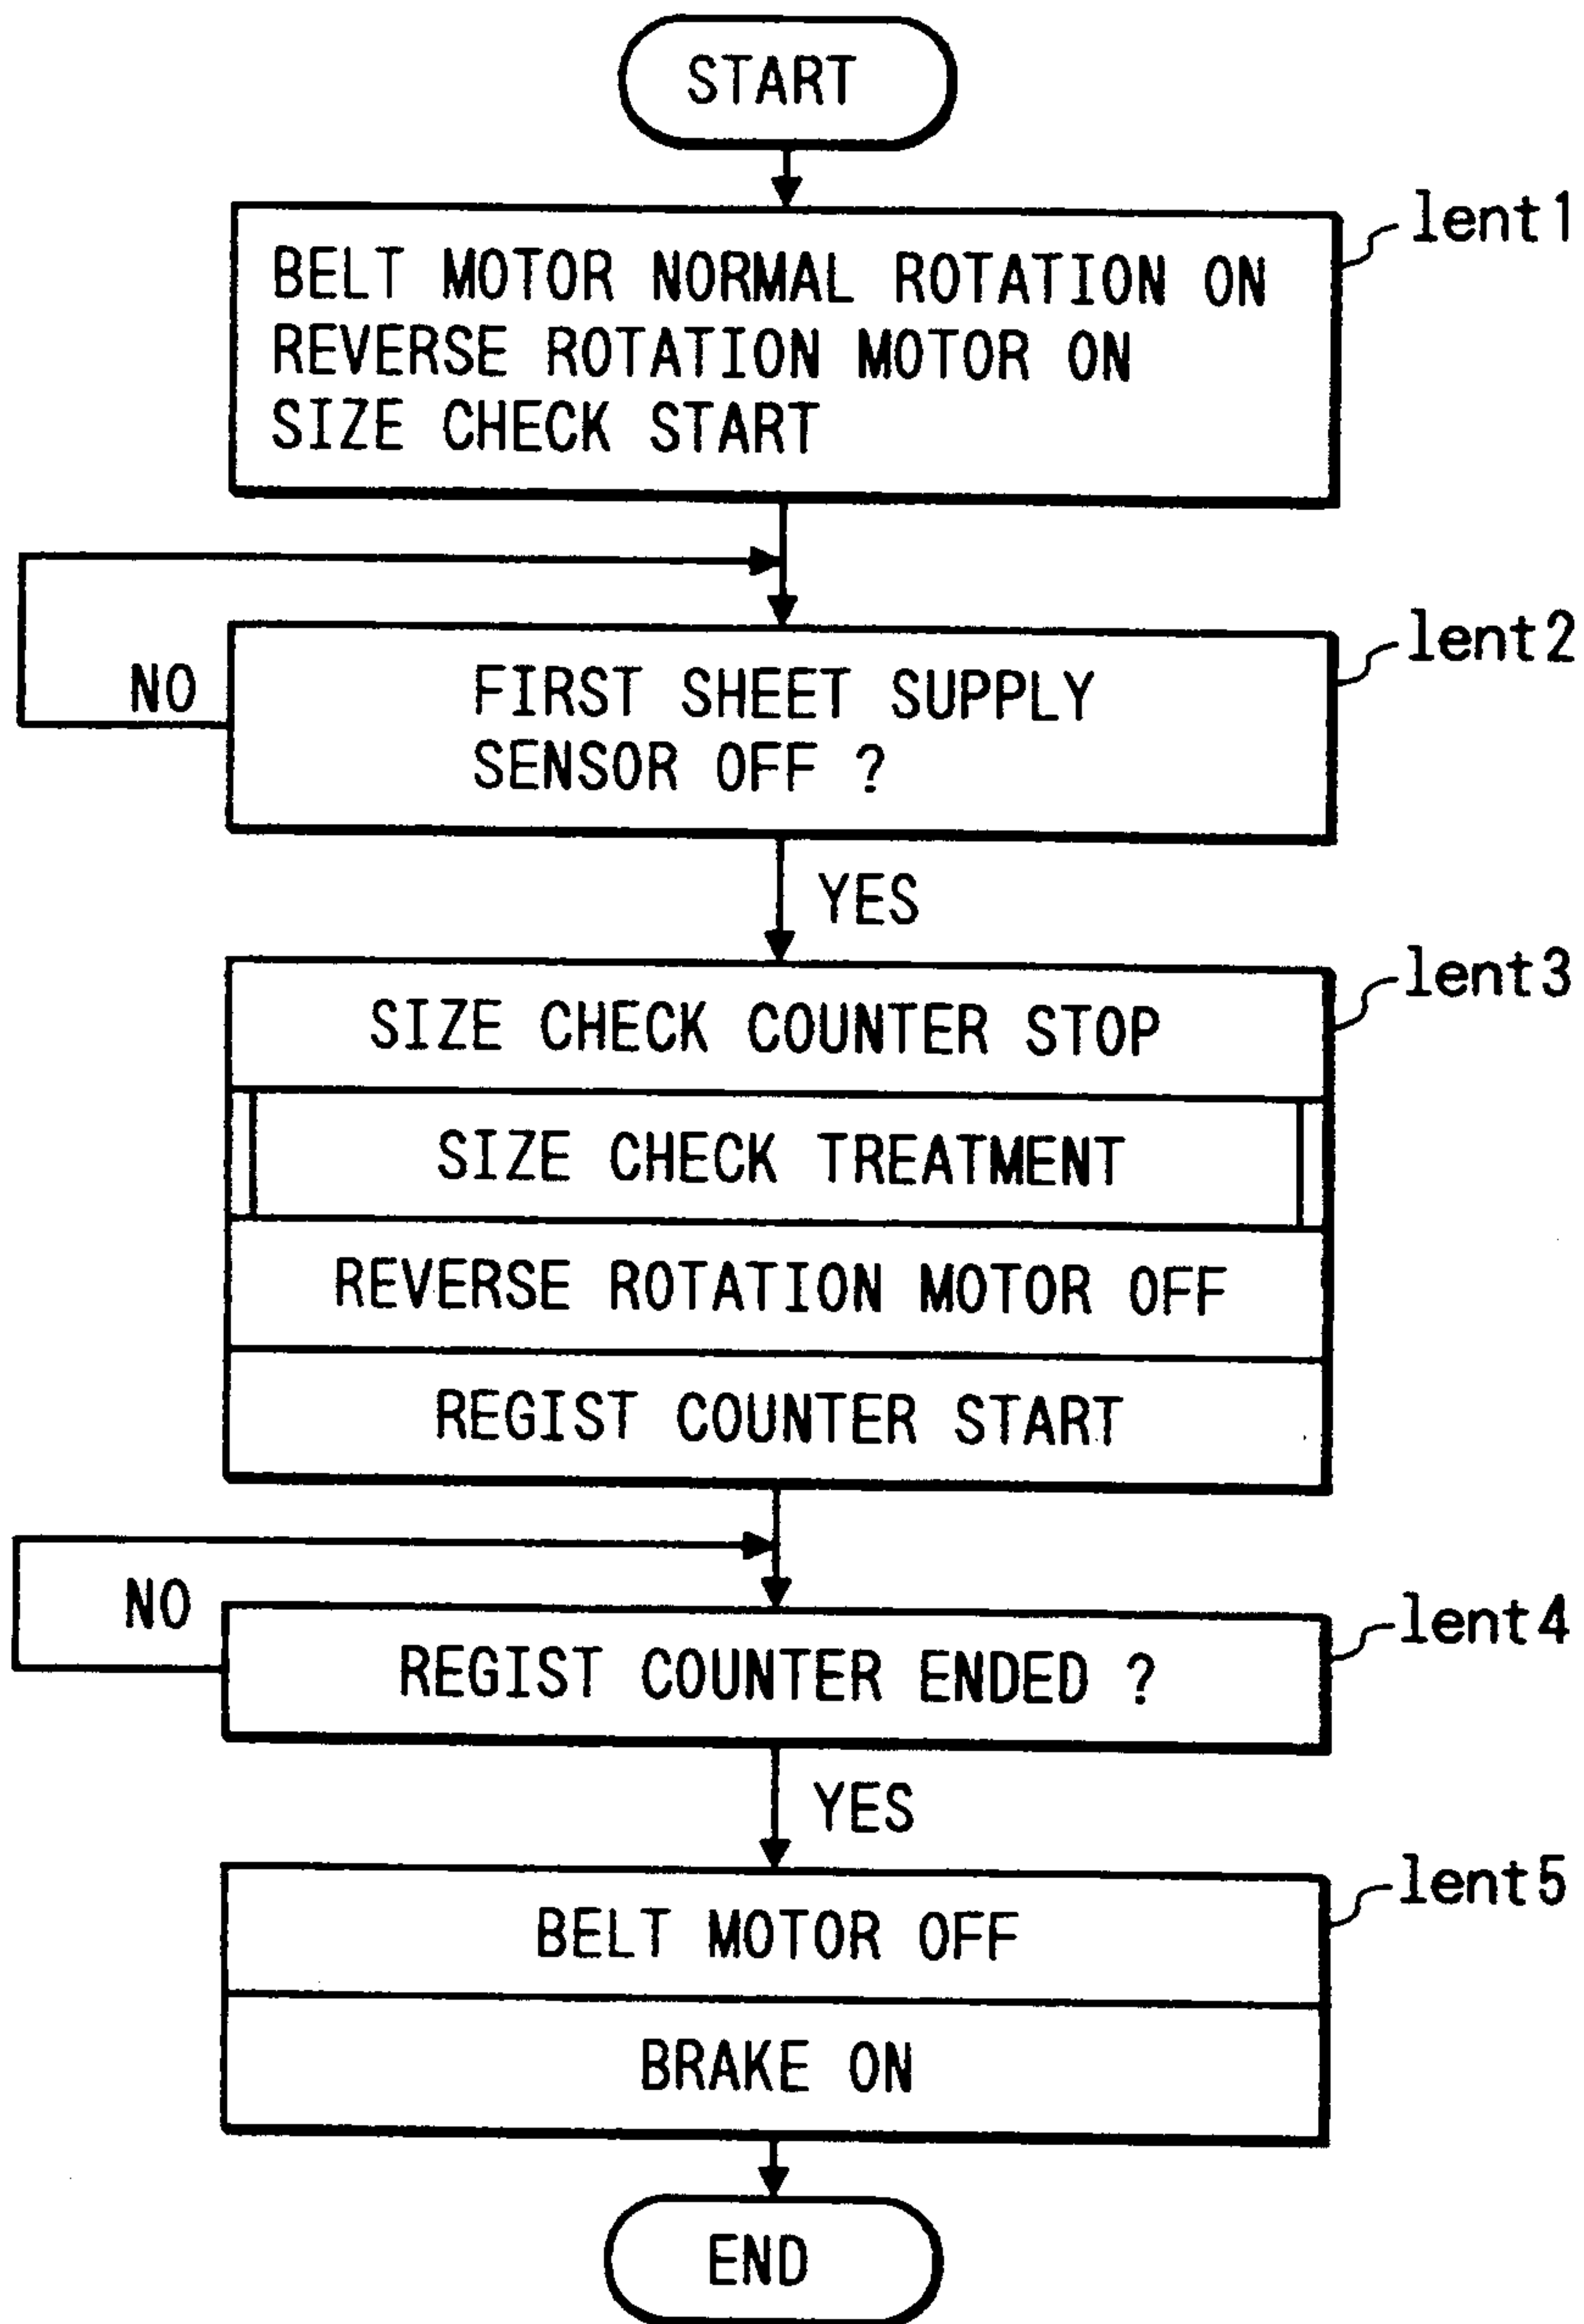 START
lent1
BELT MOTOR NORMAL ROTATION ON
REVERSE ROTATION MOTOR ON
SIZE CHECK START
lent2
NO
FIRST SHEET SUPPLY
SENSOR OFF ?
YES
lent3
SIZE CHECK COUNTER STOP
SIZE CHECK TREATMENT
REVERSE ROTATION MOTOR OFF
REGIST COUNTER START
NO
lent4
REGIST COUNTER ENDED ?
YES
lent5
BELT MOTOR OFF
BRAKE ON
END